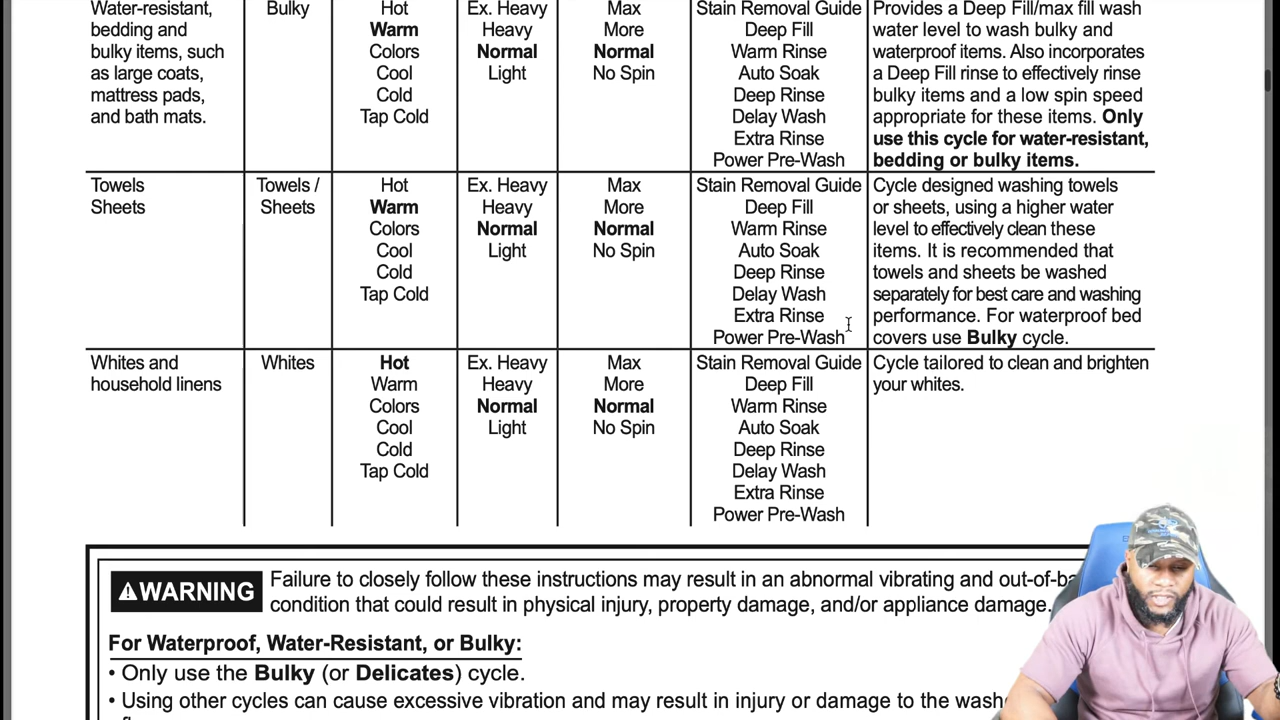 Water-resistant,
bedding and
bulky items, such
as large coats,
mattress pads,
and bath mats.
Bulky
Hot
Warm
Colors
Cool
Cold
Tap Cold
Ex. Heavy
Heavy
Normal
Light
Max
More
Normal
No Spin
Stain Removal Guide
Deep Fill
Warm Rinse
Auto Soak
Deep Rinse
Delay Wash
Extra Rinse
Power Pre-Wash
Provides a Deep Fill/max fill wash
water level to wash bulky and
waterproof items. Also incorporates
a Deep Fill rinse to effectively rinse
bulky items and a low spin speed
appropriate for these items. Only
use this cycle for water-resistant,
bedding or bulky items.
Towels
Sheets
Towels /
Sheets
Hot
Warm
Colors
Cool
Cold
Tap Cold
Ex. Heavy
Heavy
Normal
Light
Max
More
Normal
No Spin
Stain Removal Guide
Deep Fill
Warm Rinse
Auto Soak
Deep Rinse
Delay Wash
Extra Rinse
Power Pre-Wash
Cycle designed washing towels
or sheets, using a higher water
level to effectively clean these
items. It is recommended that
towels and sheets be washed
separately for best care and washing
performance. For waterproof bed
covers use Bulky cycle.
Whites and
household linens
Whites
Hot
Warm
Colors
Cool
Cold
Tap Cold
Ex. Heavy
Heavy
Normal
Light
Max
More
Normal
No Spin
Stain Removal Guide
Deep Fill
Warm Rinse
Auto Soak
Deep Rinse
Delay Wash
Extra Rinse
Power Pre-Wash
Cycle tailored to clean and brighten
your whites.
⚠WARNING
Failure to closely follow these instructions may result in an abnormal vibrating and out-of-ba
condition that could result in physical injury, property damage, and/or appliance damage.
For Waterproof, Water-Resistant, or Bulky:
• Only use the Bulky (or Delicates) cycle.
• Using other cycles can cause excessive vibration and may result in injury or damage to the wash